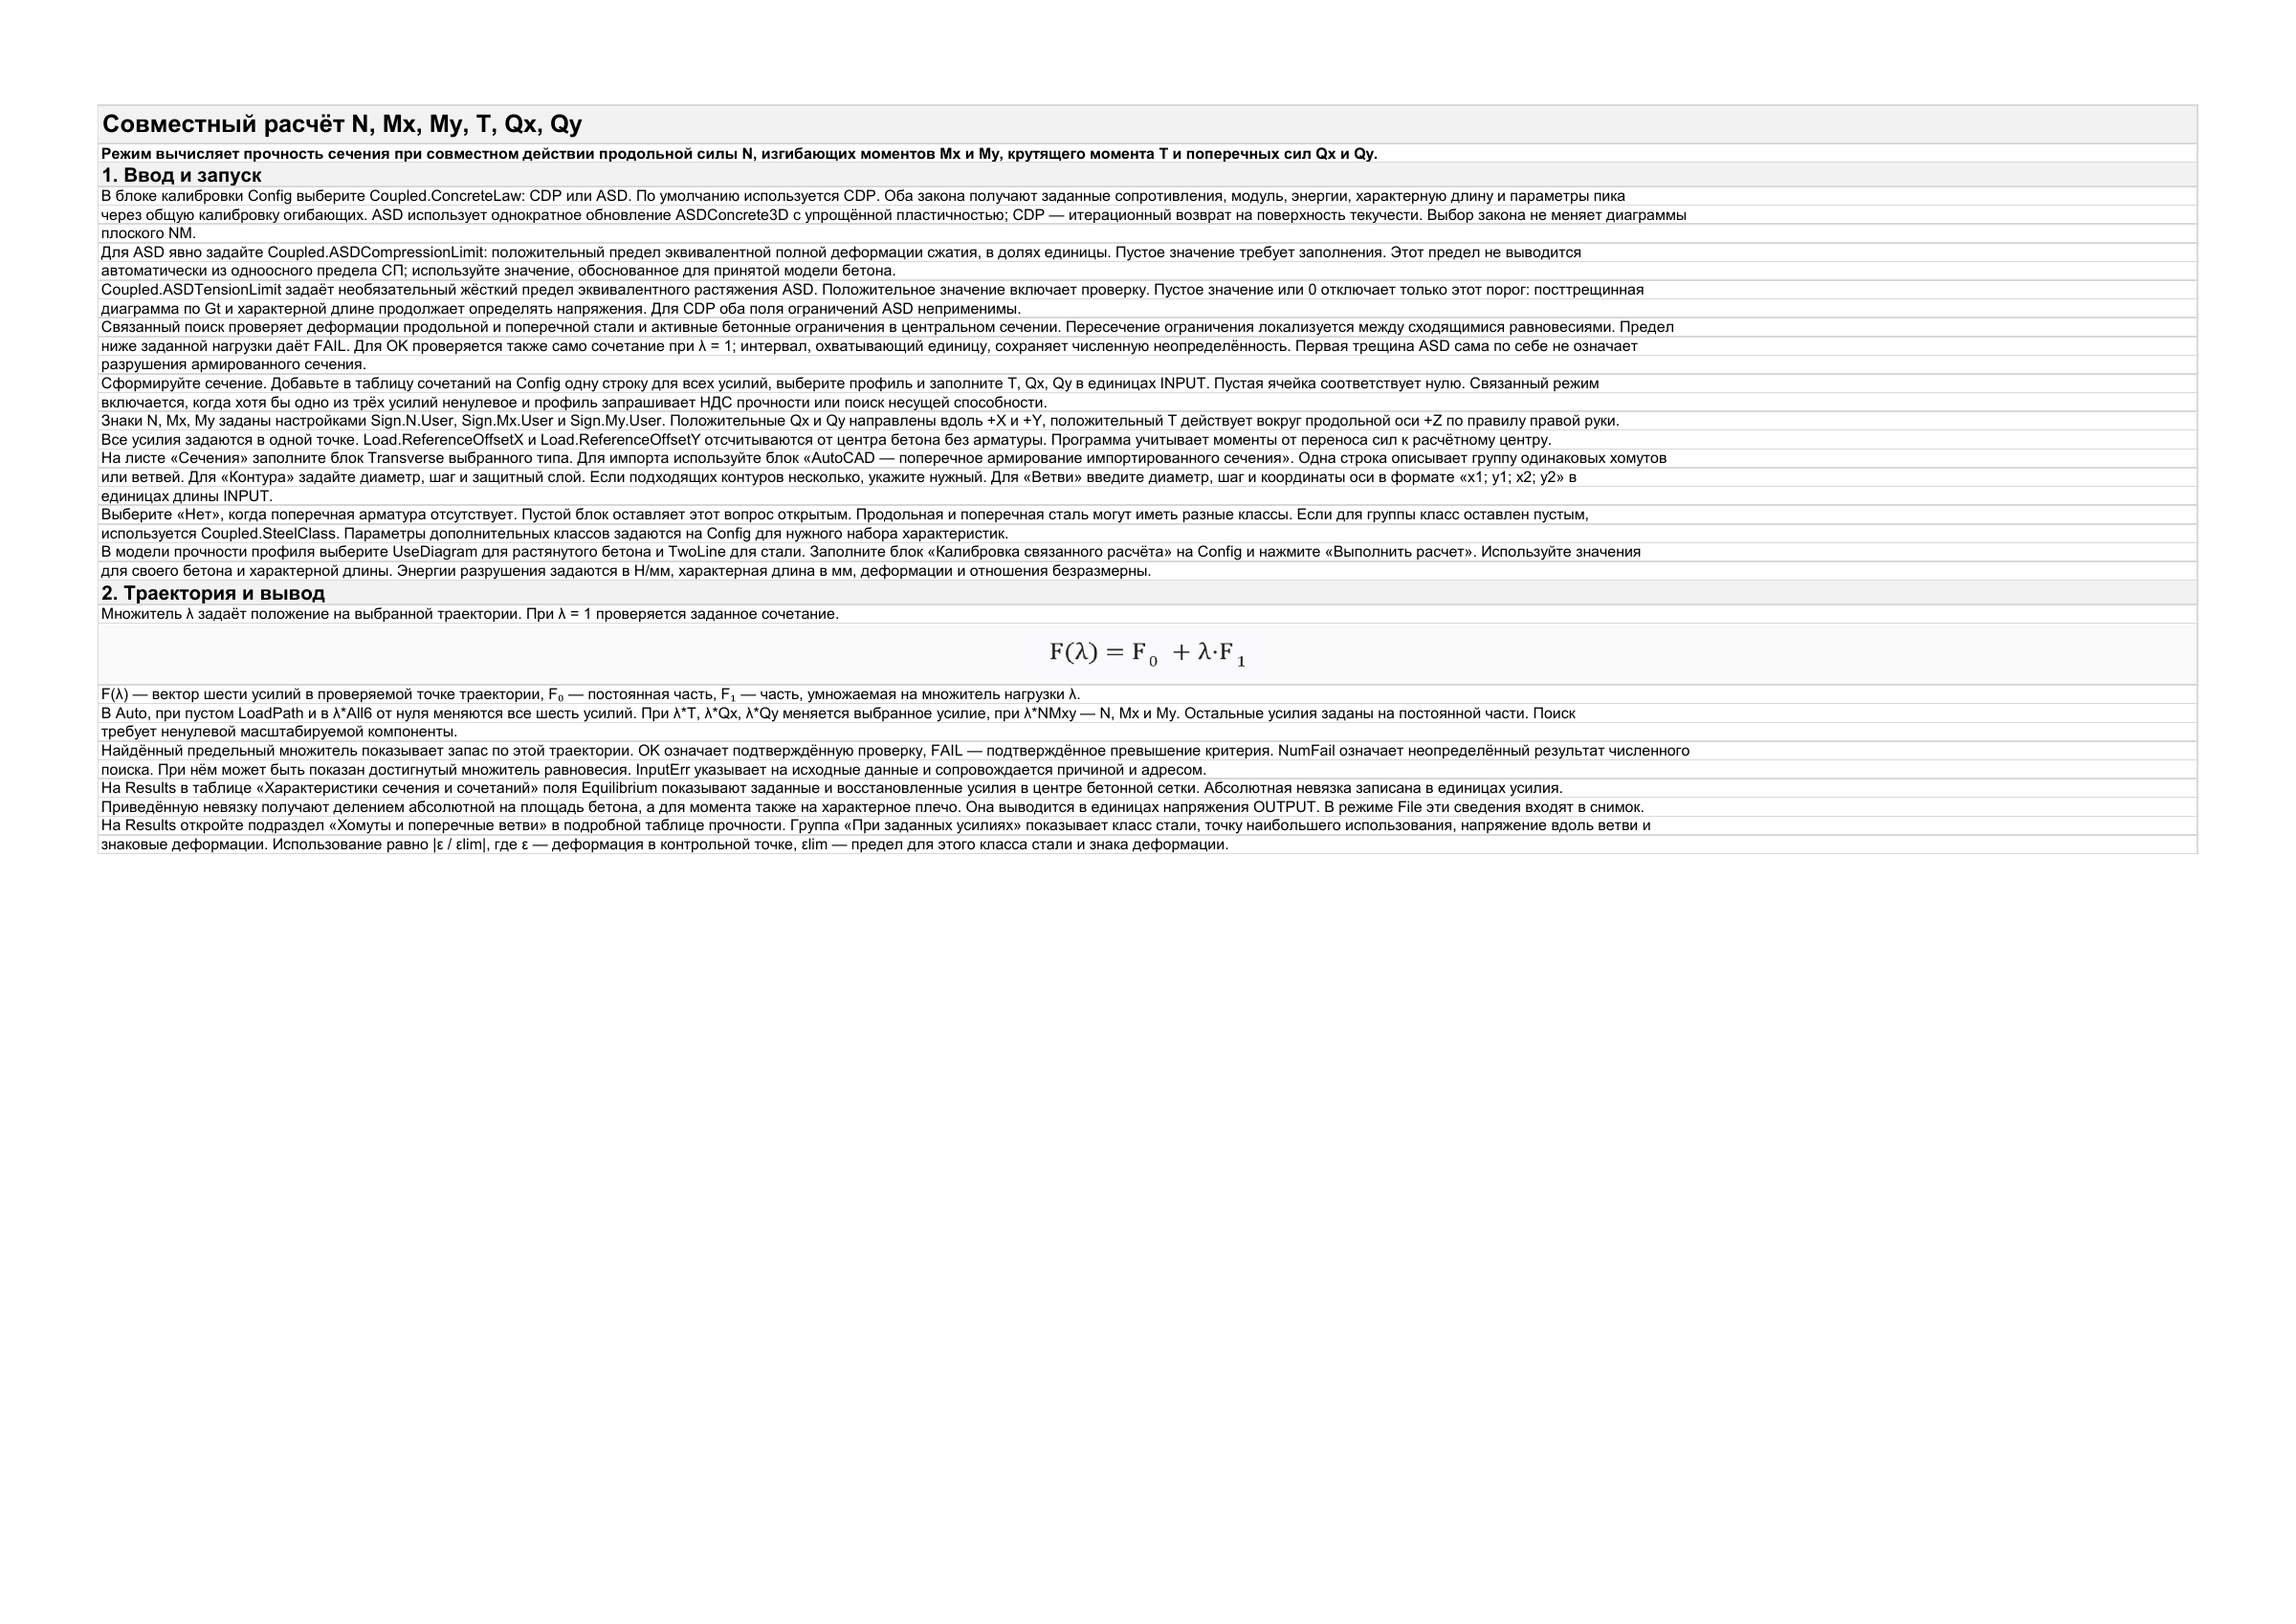 Совместный расчёт N, Mx, My, T, Qx, Qy
Режим вычисляет прочность сечения при совместном действии продольной силы N, изгибающих моментов Mx и My, крутящего момента T и поперечных сил Qx и Qy.
1. Ввод и запуск
В блоке калибровки Config выберите Coupled.ConcreteLaw: CDP или ASD. По умолчанию используется CDP. Оба закона получают заданные сопротивления, модуль, энергии, характерную длину и параметры пика
через общую калибровку огибающих. ASD использует однократное обновление ASDConcrete3D с упрощённой пластичностью; CDP — итерационный возврат на поверхность текучести. Выбор закона не меняет диаграммы
плоского NM.
Для ASD явно задайте Coupled.ASDCompressionLimit: положительный предел эквивалентной полной деформации сжатия, в долях единицы. Пустое значение требует заполнения. Этот предел не выводится
автоматически из одноосного предела СП; используйте значение, обоснованное для принятой модели бетона.
Coupled.ASDTensionLimit задаёт необязательный жёсткий предел эквивалентного растяжения ASD. Положительное значение включает проверку. Пустое значение или 0 отключает только этот порог: посттрещинная
диаграмма по Gt и характерной длине продолжает определять напряжения. Для CDP оба поля ограничений ASD неприменимы.
Связанный поиск проверяет деформации продольной и поперечной стали и активные бетонные ограничения в центральном сечении. Пересечение ограничения локализуется между сходящимися равновесиями. Предел
ниже заданной нагрузки даёт FAIL. Для OK проверяется также само сочетание при λ = 1; интервал, охватывающий единицу, сохраняет численную неопределённость. Первая трещина ASD сама по себе не означает
разрушения армированного сечения.
Сформируйте сечение. Добавьте в таблицу сочетаний на Config одну строку для всех усилий, выберите профиль и заполните T, Qx, Qy в единицах INPUT. Пустая ячейка соответствует нулю. Связанный режим
включается, когда хотя бы одно из трёх усилий ненулевое и профиль запрашивает НДС прочности или поиск несущей способности.
Знаки N, Mx, My заданы настройками Sign.N.User, Sign.Mx.User и Sign.My.User. Положительные Qx и Qy направлены вдоль +X и +Y, положительный T действует вокруг продольной оси +Z по правилу правой руки.
Все усилия задаются в одной точке. Load.ReferenceOffsetX и Load.ReferenceOffsetY отсчитываются от центра бетона без арматуры. Программа учитывает моменты от переноса сил к расчётному центру.
На листе «Сечения» заполните блок Transverse выбранного типа. Для импорта используйте блок «AutoCAD — поперечное армирование импортированного сечения». Одна строка описывает группу одинаковых хомутов
или ветвей. Для «Контура» задайте диаметр, шаг и защитный слой. Если подходящих контуров несколько, укажите нужный. Для «Ветви» введите диаметр, шаг и координаты оси в формате «x1; y1; x2; y2» в
единицах длины INPUT.
Выберите «Нет», когда поперечная арматура отсутствует. Пустой блок оставляет этот вопрос открытым. Продольная и поперечная сталь могут иметь разные классы. Если для группы класс оставлен пустым,
используется Coupled.SteelClass. Параметры дополнительных классов задаются на Config для нужного набора характеристик.
В модели прочности профиля выберите UseDiagram для растянутого бетона и TwoLine для стали. Заполните блок «Калибровка связанного расчёта» на Config и нажмите «Выполнить расчет». Используйте значения
для своего бетона и характерной длины. Энергии разрушения задаются в Н/мм, характерная длина в мм, деформации и отношения безразмерны.
2. Траектория и вывод
Множитель λ задаёт положение на выбранной траектории. При λ = 1 проверяется заданное сочетание.
F(λ) = F₀ + λ·F₁
F(λ) — вектор шести усилий в проверяемой точке траектории, F₀ — постоянная часть, F₁ — часть, умножаемая на множитель нагрузки λ.
В Auto, при пустом LoadPath и в λ*All6 от нуля меняются все шесть усилий. При λ*T, λ*Qx, λ*Qy меняется выбранное усилие, при λ*NMxy — N, Mx и My. Остальные усилия заданы на постоянной части. Поиск
требует ненулевой масштабируемой компоненты.
Найдённый предельный множитель показывает запас по этой траектории. OK означает подтверждённую проверку, FAIL — подтверждённое превышение критерия. NumFail означает неопределённый результат численного
поиска. При нём может быть показан достигнутый множитель равновесия. InputErr указывает на исходные данные и сопровождается причиной и адресом.
На Results в таблице «Характеристики сечения и сочетаний» поля Equilibrium показывают заданные и восстановленные усилия в центре бетонной сетки. Абсолютная невязка записана в единицах усилия.
Приведённую невязку получают делением абсолютной на площадь бетона, а для момента также на характерное плечо. Она выводится в единицах напряжения OUTPUT. В режиме File эти сведения входят в снимок.
На Results откройте подраздел «Хомуты и поперечные ветви» в подробной таблице прочности. Группа «При заданных усилиях» показывает класс стали, точку наибольшего использования, напряжение вдоль ветви и
знаковые деформации. Использование равно |ε / εlim|, где ε — деформация в контрольной точке, εlim — предел для этого класса стали и знака деформации.